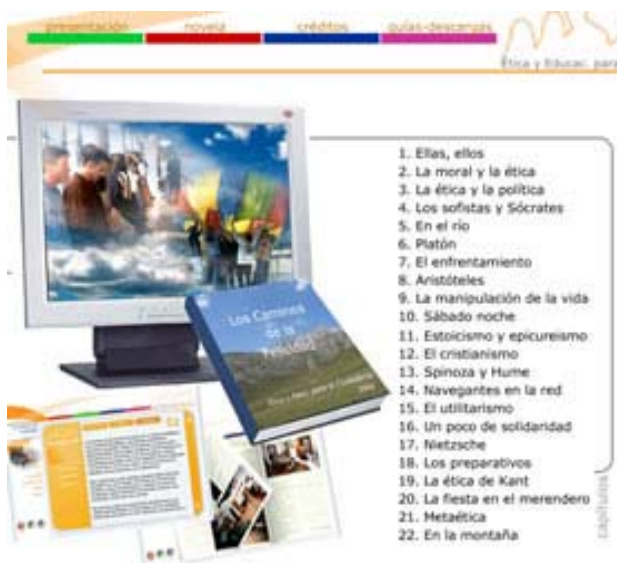 presentación
novela
créditos
guías-descargas
Ética y Educac. para
1. Ellas, ellos
2. La moral y la ética
3. La ética y la política
4. Los sofistas y Sócrates
5. En el río
6. Platón
7. El enfrentamiento
8. Aristóteles
9. La manipulación de la vida
10. Sábado noche
11. Estoicismo y epicureismo
12. El cristianismo
13. Spinoza y Hume
14. Navegantes en la red
15. El utilitarismo
16. Un poco de solidaridad
17. Nietzsche
18. Los preparativos
19. La ética de Kant
20. La fiesta en el merendero
21. Metaética
22. En la montaña
capítulos
Los Caminos
de la